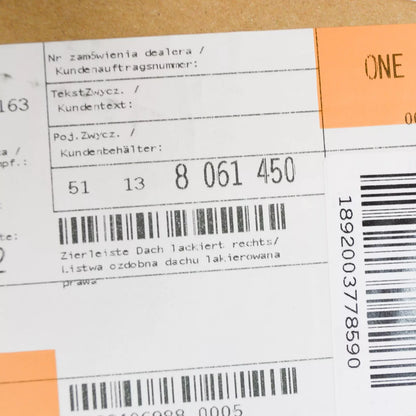 Nr zamówienia dealera /
Kundenauftragsnummer:
ONE
163
TekstZwycz. /
Kundentext:
Poj.Zwycz. /
Kundenbehälter:
51 13 8 061 450
Zierleiste Dach lackiert rechts/
Listwa ozdobna dachu lakierowana
prawa
1892003778590
0005